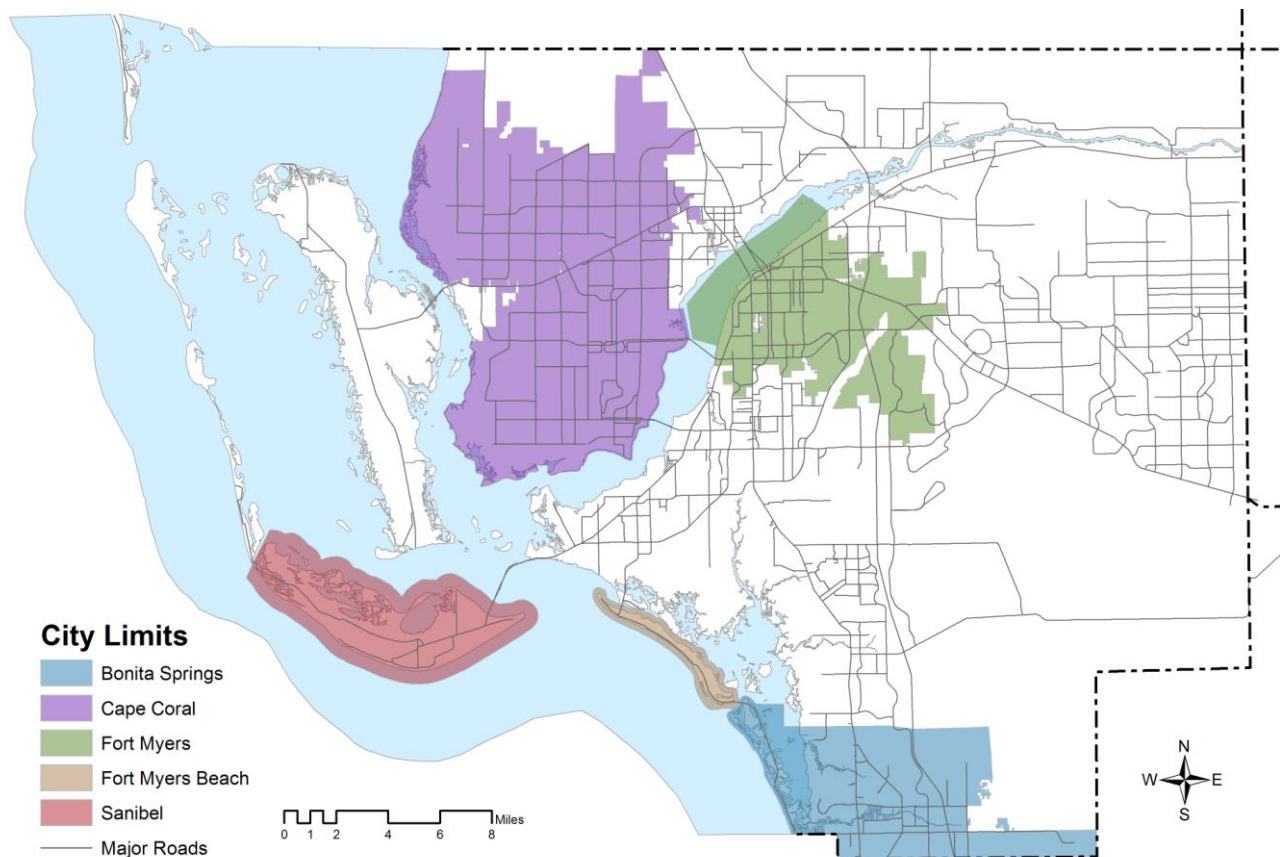 City Limits
Bonita Springs
Cape Coral
Fort Myers
Fort Myers Beach
Sanibel
Major Roads
0 1 2 4 6 8 Miles
N
W E
S